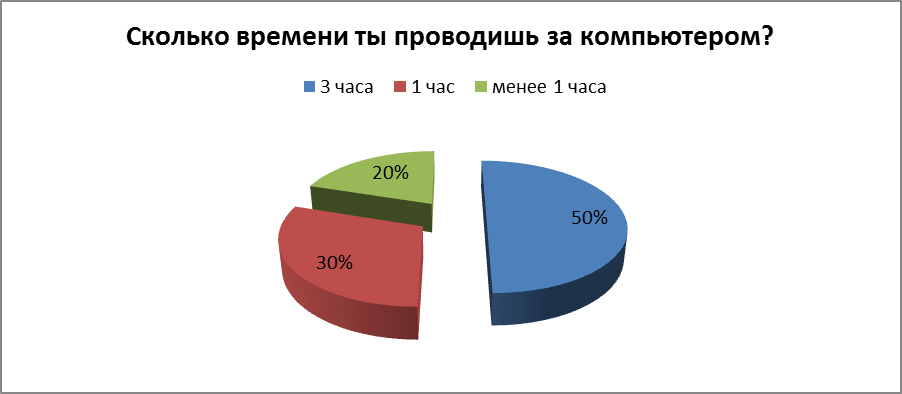 Сколько времени ты проводишь за компьютером?
3 часа 1 час менее 1 часа
20%
50%
30%